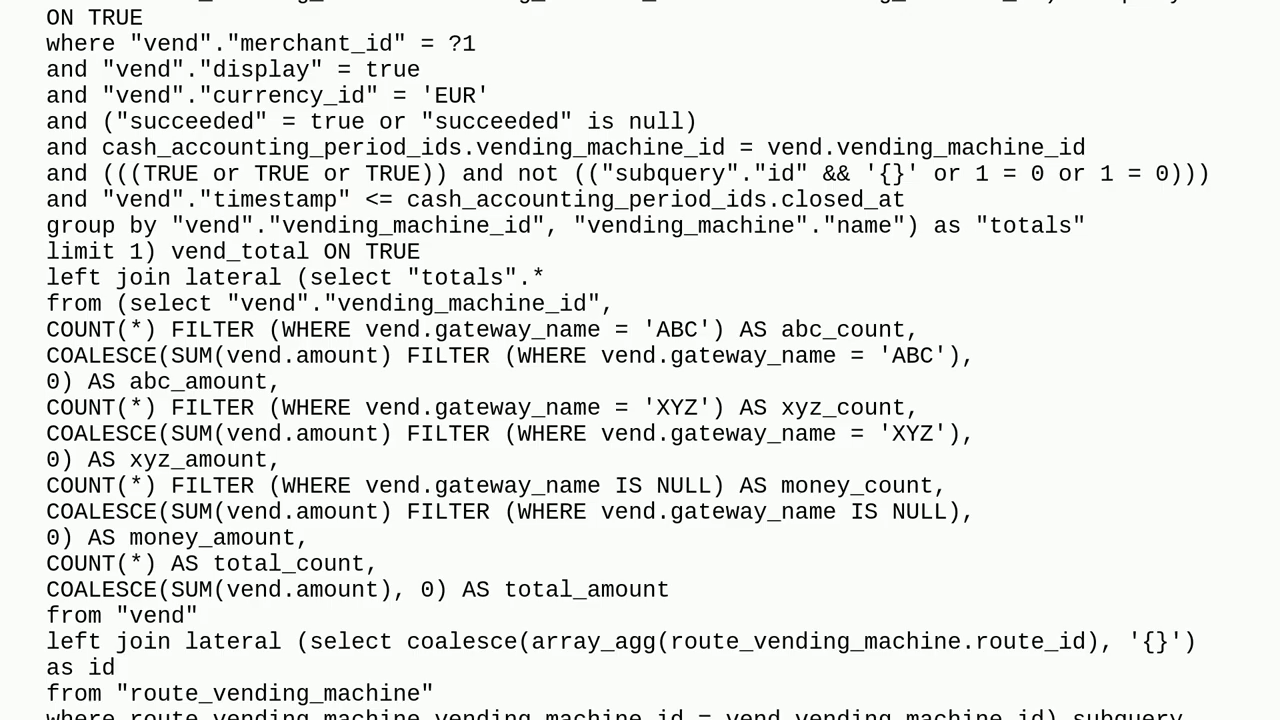 ON TRUE
where "vend"."merchant_id" = ?1
and "vend"."display" = true
and "vend"."currency_id" = 'EUR'
and ("succeeded" = true or "succeeded" is null)
and cash_accounting_period_ids.vending_machine_id = vend.vending_machine_id
and (((TRUE or TRUE or TRUE)) and not (("subquery"."id" && '{}' or 1 = 0 or 1 = 0)))
and "vend"."timestamp" <= cash_accounting_period_ids.closed_at
group by "vend"."vending_machine_id", "vending_machine"."name") as "totals"
limit 1) vend_total ON TRUE
left join lateral (select "totals".*
from (select "vend"."vending_machine_id",
COUNT(*) FILTER (WHERE vend.gateway_name = 'ABC') AS abc_count,
COALESCE(SUM(vend.amount) FILTER (WHERE vend.gateway_name = 'ABC'),
0) AS abc_amount,
COUNT(*) FILTER (WHERE vend.gateway_name = 'XYZ') AS xyz_count,
COALESCE(SUM(vend.amount) FILTER (WHERE vend.gateway_name = 'XYZ'),
0) AS xyz_amount,
COUNT(*) FILTER (WHERE vend.gateway_name IS NULL) AS money_count,
COALESCE(SUM(vend.amount) FILTER (WHERE vend.gateway_name IS NULL),
0) AS money_amount,
COUNT(*) AS total_count,
COALESCE(SUM(vend.amount), 0) AS total_amount
from "vend"
left join lateral (select coalesce(array_agg(route_vending_machine.route_id), '{}')
as id
from "route_vending_machine"
where route_vending_machine.vending_machine_id = vend.vending_machine_id) subquery